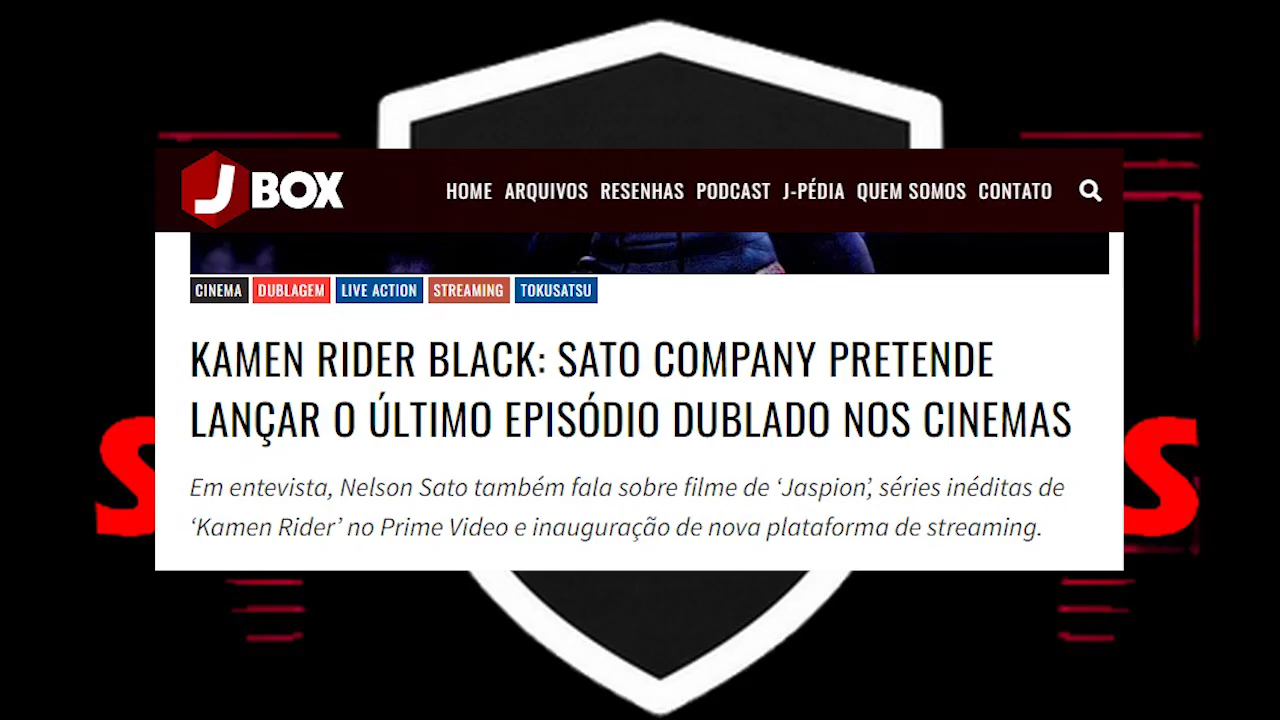 J BOX
HOME ARQUIVOS RESENHAS PODCAST J-PÉDIA QUEM SOMOS CONTATO
CINEMA DUBLAGEM LIVE ACTION STREAMING TOKUSATSU
KAMEN RIDER BLACK: SATO COMPANY PRETENDE
LANÇAR O ÚLTIMO EPISÓDIO DUBLADO NOS CINEMAS
Em entevista, Nelson Sato também fala sobre filme de ‘Jaspion’, séries inéditas de
‘Kamen Rider’ no Prime Video e inauguração de nova plataforma de streaming.
S S